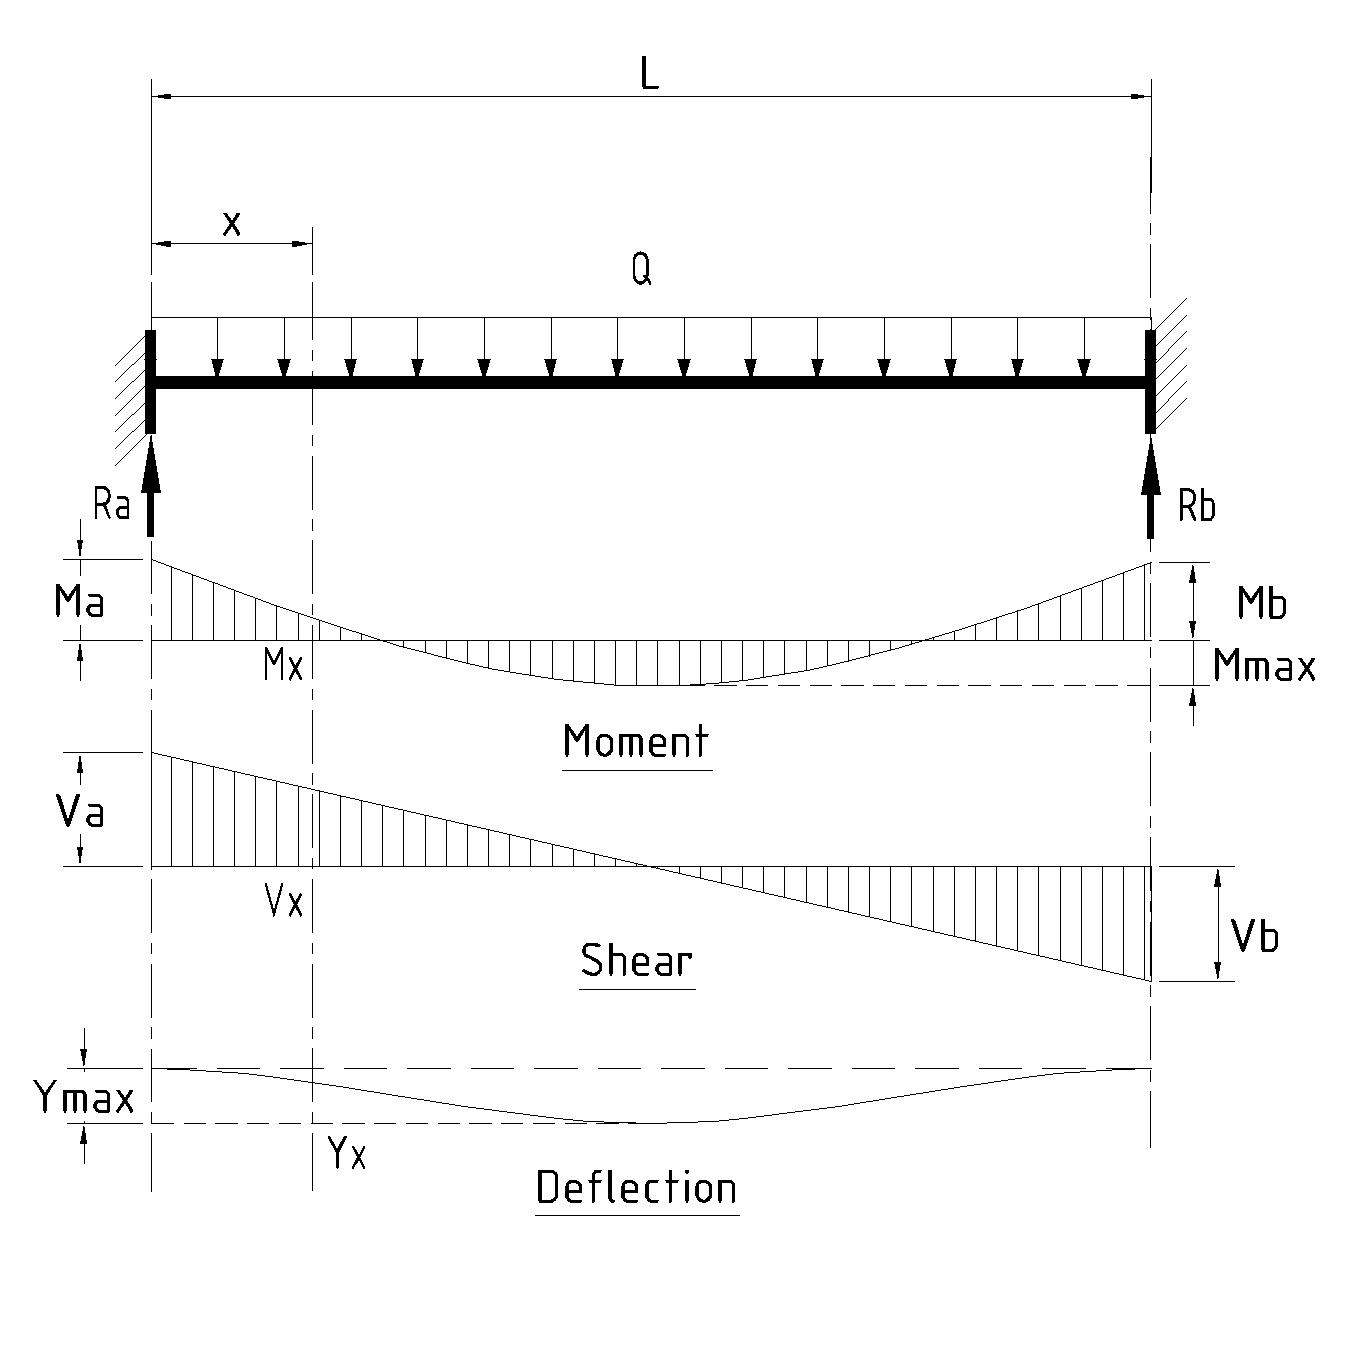 L
x
Q
Ra
Rb
Ma
Mb
Mx
Mmax
Moment
Va
Vx
Vb
Shear
Ymax
Yx
Deflection